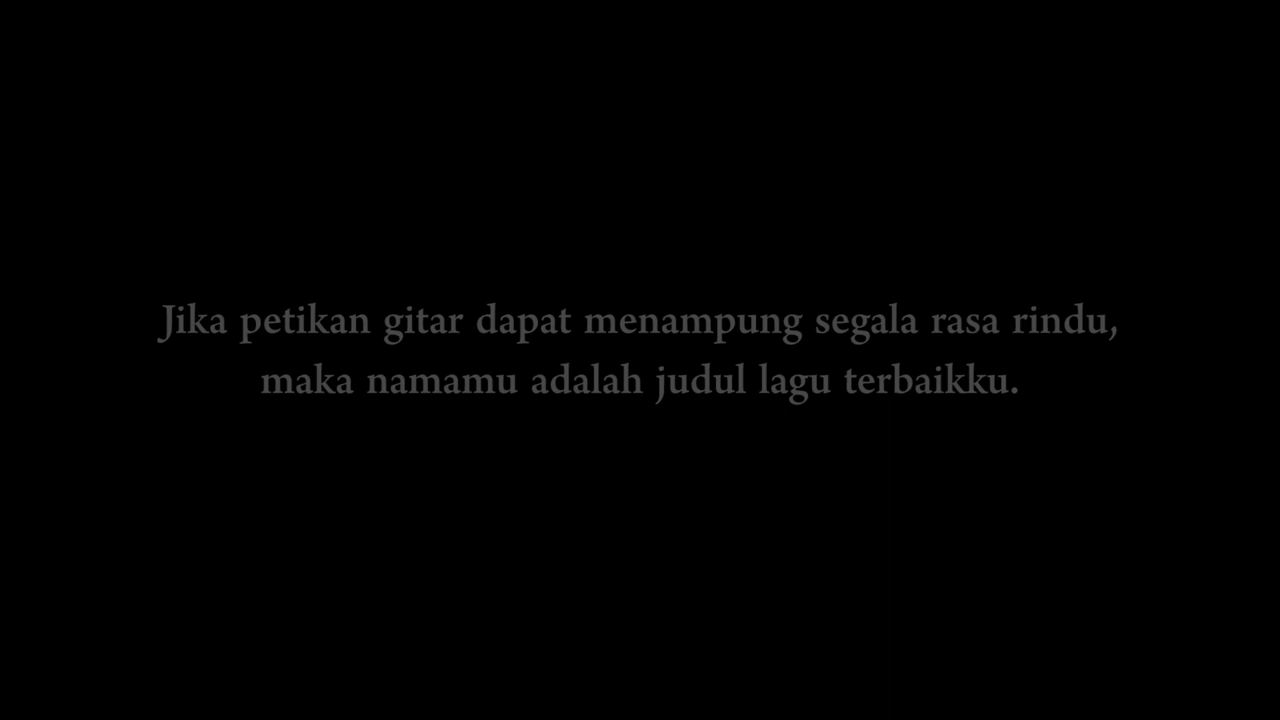 Jika petikan gitar dapat menampung segala rasa rindu,
maka namamu adalah judul lagu terbaikku.